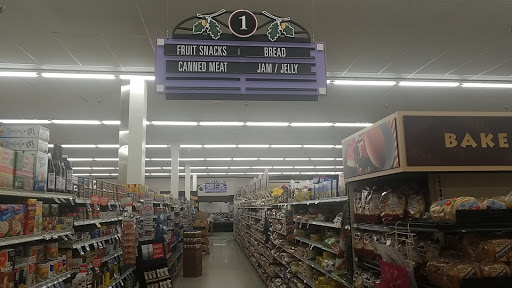 1
FRUIT SNACKS BREAD
CANNED MEAT JAM / JELLY
BAKE